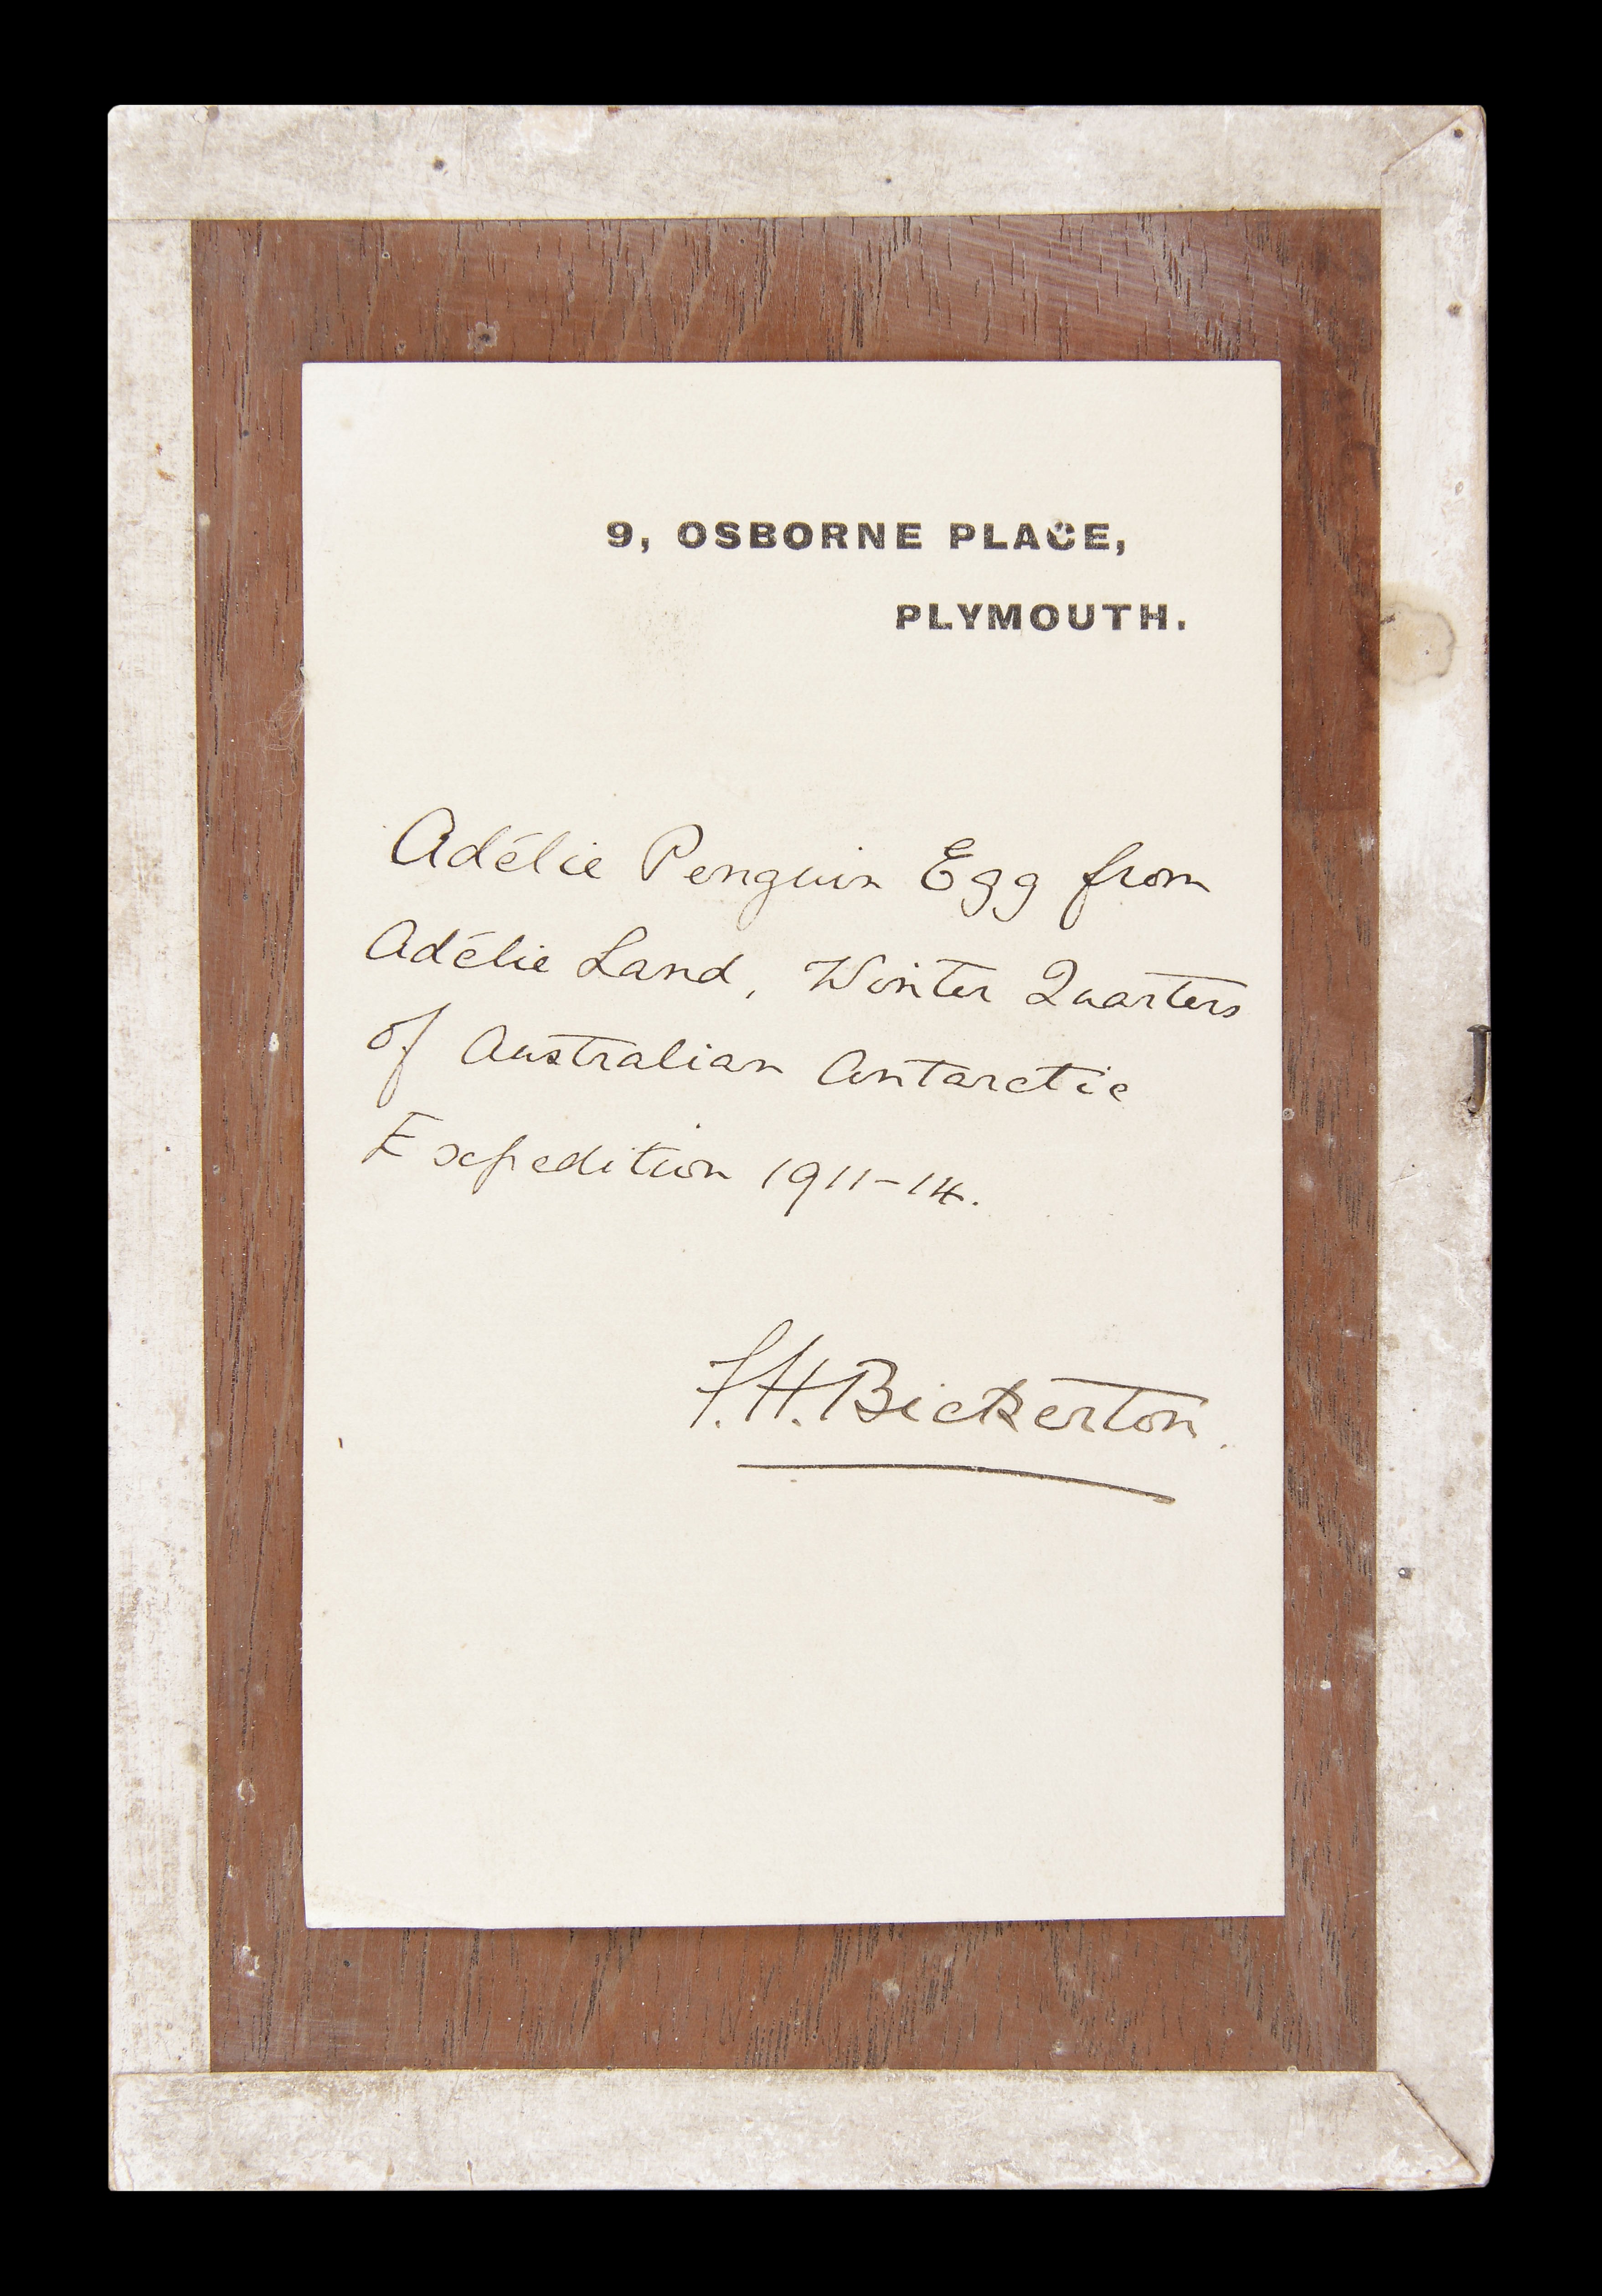 9, OSBORNE PLACE,
PLYMOUTH.
Adélie Penguin Egg from
Adélie Land, Winter Quarters
of Australian Antarctic
Expedition 1911-14.
F.H. Bickerton.